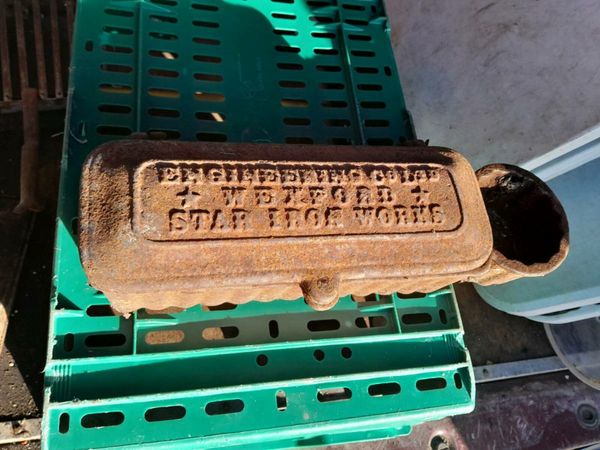 ENGINEERING CO LTD
+ WEXFORD +
STAR IRON WORKS